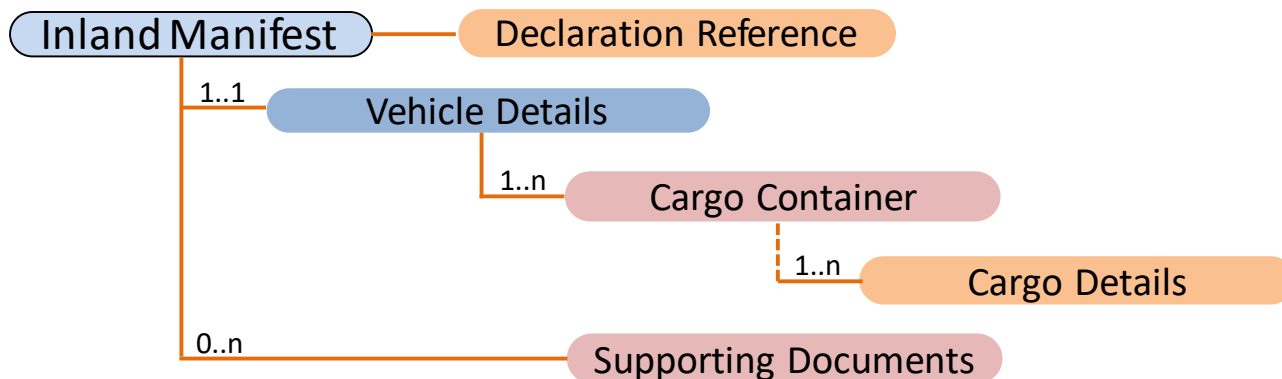 Inland Manifest
Declaration Reference
1..1
Vehicle Details
1..n
Cargo Container
1..n
Cargo Details
0..n
Supporting Documents